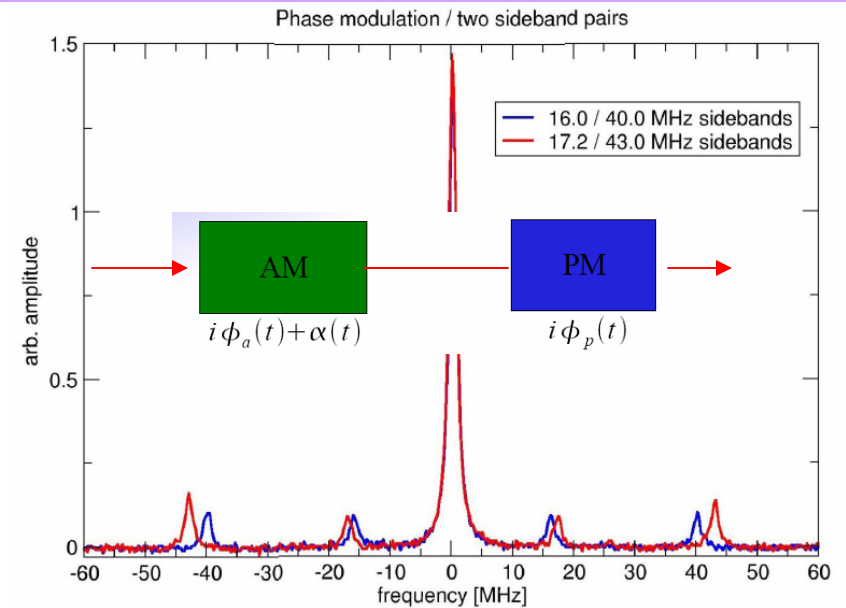 Phase modulation / two sideband pairs
1.5
16.0 / 40.0 MHz sidebands
17.2 / 43.0 MHz sidebands
1
AM
PM
i ϕₐ(t)+α(t)
i ϕₚ(t)
arb. amplitude
0.5
0
-60 -50 -40 -30 -20 -10 0 10 20 30 40 50 60
frequency [MHz]